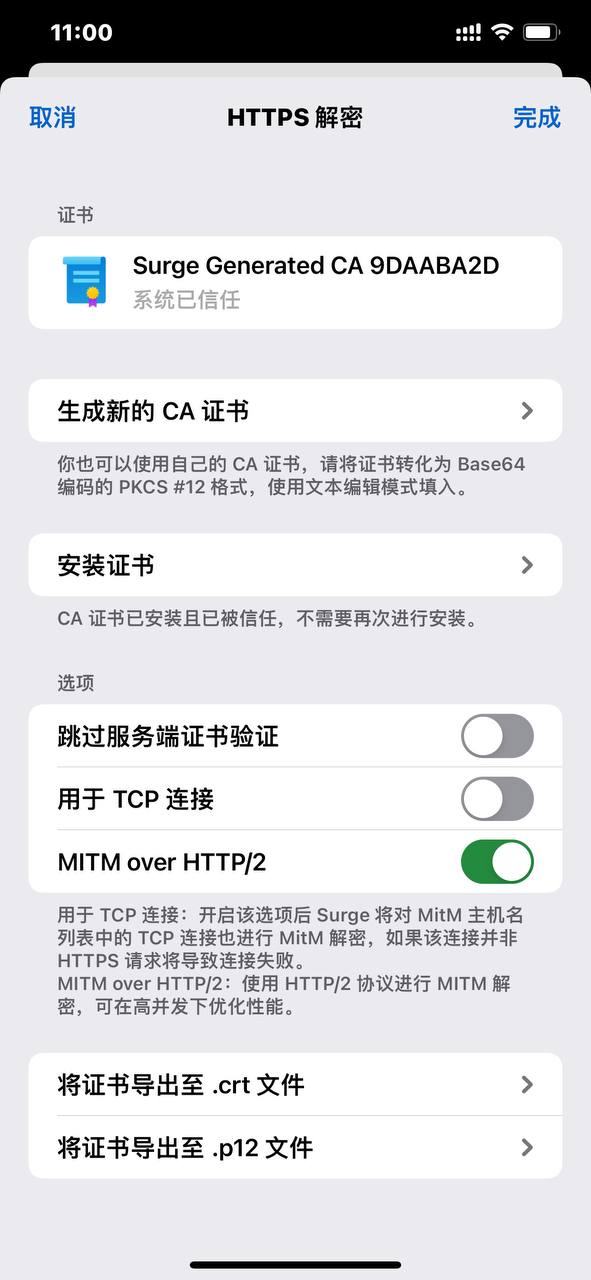 11:00
取消
HTTPS 解密
完成
证书
Surge Generated CA 9DAABA2D
系统已信任
生成新的 CA 证书
你也可以使用自己的 CA 证书，请将证书转化为 Base64
编码的 PKCS #12 格式，使用文本编辑模式填入。
安装证书
CA 证书已安装且已被信任，不需要再次进行安装。
选项
跳过服务端证书验证
用于 TCP 连接
MITM over HTTP/2
用于 TCP 连接：开启该选项后 Surge 将对 MitM 主机名
列表中的 TCP 连接也进行 MitM 解密，如果该连接并非
HTTPS 请求将导致连接失败。
MITM over HTTP/2：使用 HTTP/2 协议进行 MITM 解
密，可在高并发下优化性能。
将证书导出至 .crt 文件
将证书导出至 .p12 文件